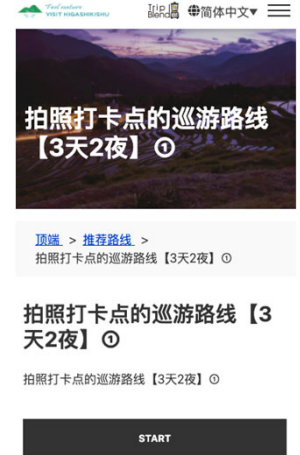 Feel nature
VISIT HIGASHIKISHU
Trip
Blend
简体中文▼
拍照打卡点的巡游路线
【3天2夜】①
顶端 > 推荐路线 >
拍照打卡点的巡游路线【3天2夜】①
拍照打卡点的巡游路线【3
天2夜】①
拍照打卡点的巡游路线【3天2夜】①
START